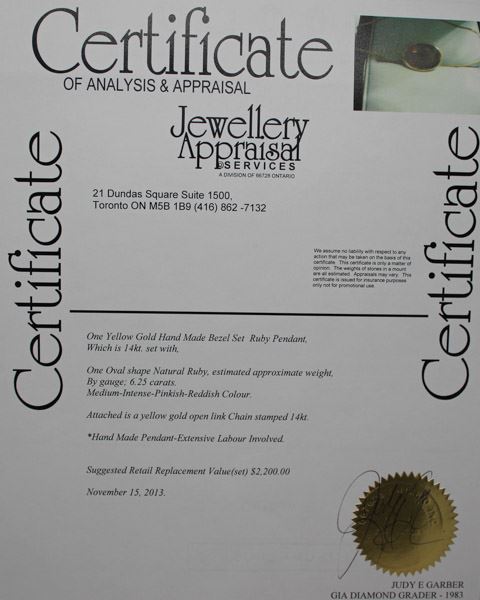 Certificate
OF ANALYSIS & APPRAISAL
Jewellery
Appraisal
@SERVICES
A DIVISION OF 66728 ONTARIO
21 Dundas Square Suite 1500,
Toronto ON M5B 1B9 (416) 862 -7132
Certificate
Certificate
We assume no liability with respect to any
action that may be taken on the basis of this
certificate. This certificate is only a matter of
opinion. The weights of stones in a mount
are all estimated. Appraisals may vary. This
certificate is issued for insurance purposes
only not for promotional use.
One Yellow Gold Hand Made Bezel Set Ruby Pendant,
Which is 14kt. set with,
One Oval shape Natural Ruby, estimated approximate weight,
By gauge; 6.25 carats.
Medium-Intense-Pinkish-Reddish Colour.
Attached is a yellow gold open link Chain stamped 14kt.
*Hand Made Pendant-Extensive Labour Involved.
Suggested Retail Replacement Value(set) $2,200.00
November 15, 2013.
JUDY E GARBER
GIA DIAMOND GRADER - 1983